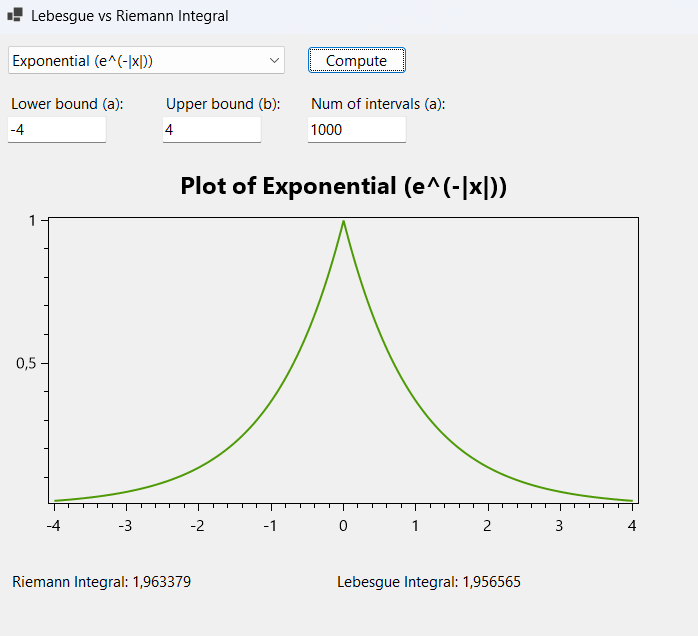 Lebesgue vs Riemann Integral
Exponential (e^(-|x|))
Compute
Lower bound (a):
Upper bound (b):
Num of intervals (a):
-4
4
1000
Plot of Exponential (e^(-|x|))
1
0,5
-4 -3 -2 -1 0 1 2 3 4
Riemann Integral: 1,963379
Lebesgue Integral: 1,956565